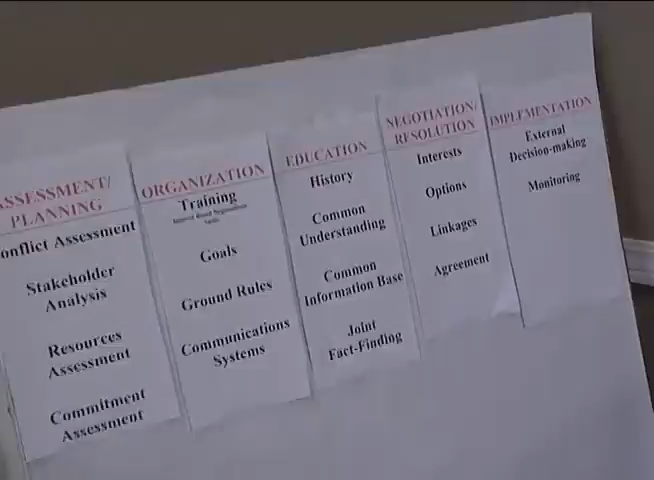 ASSESSMENT/
PLANNING
onflict Assessment
Stakeholder
Analysis
Resources
Assessment
Commitment
Assessment
ORGANIZATION
Training
Goals
Ground Rules
Communications
Systems
EDUCATION
History
Common
Understanding
Common
Information Base
Joint
Fact-Finding
NEGOTIATION/
RESOLUTION
Interests
Options
Linkages
Agreement
IMPLEMENTATION
External
Decision-making
Monitoring